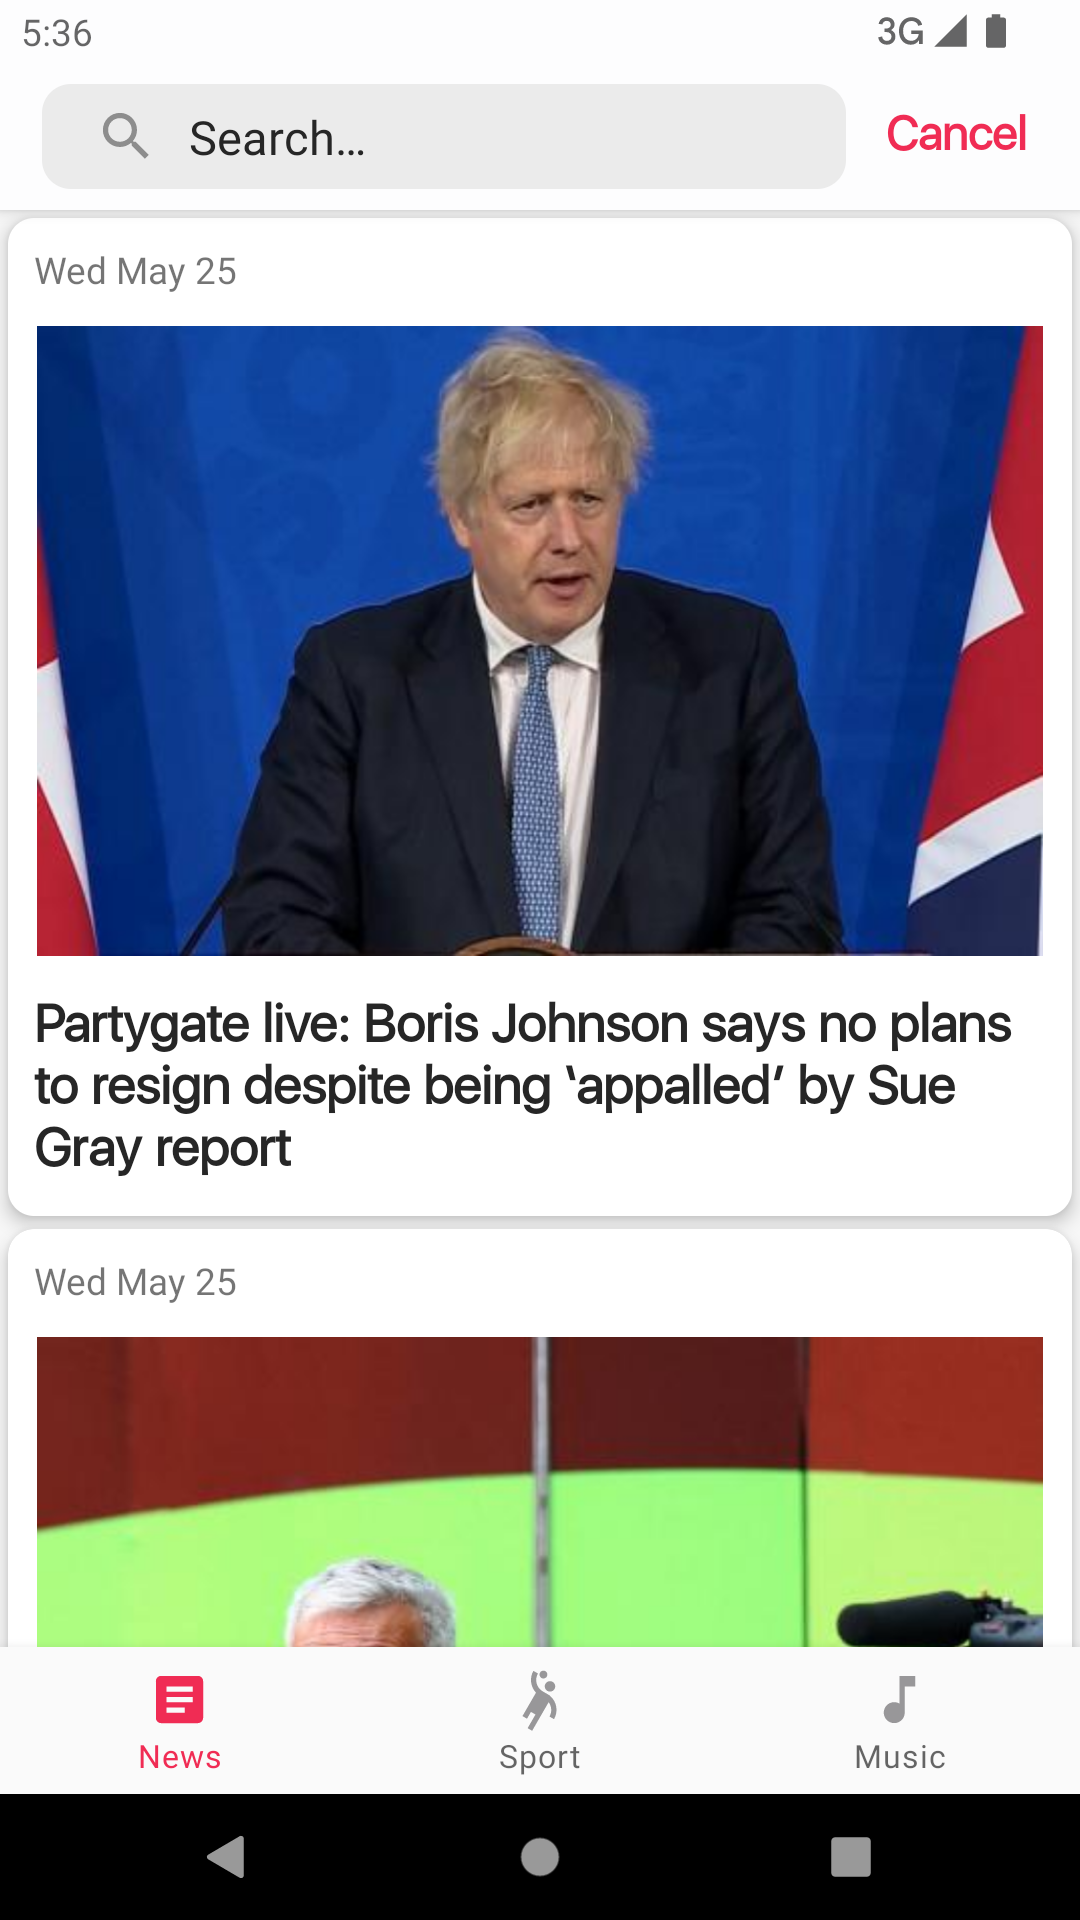 5:36
3G
Search...
Cancel
Wed May 25
Partygate live: Boris Johnson says no plans
to resign despite being ‘appalled’ by Sue
Gray report
Wed May 25
News
Sport
Music